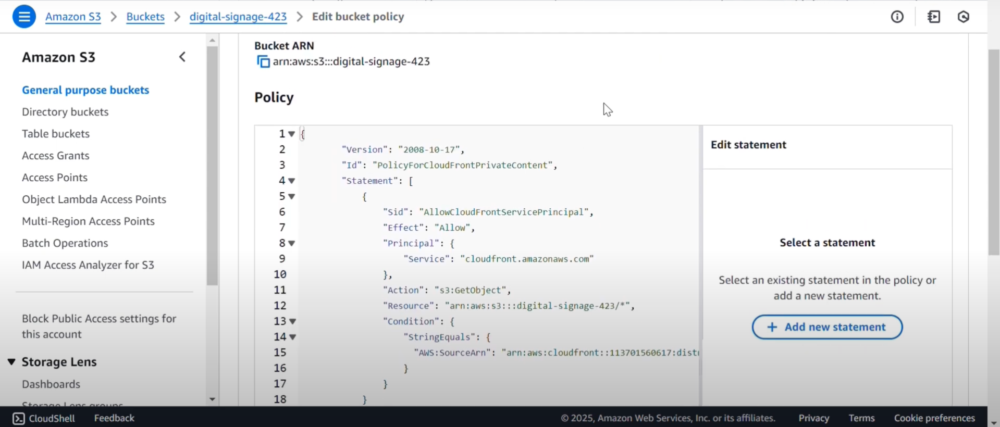 Amazon S3 > Buckets > digital-signage-423 > Edit bucket policy
Amazon S3
General purpose buckets
Directory buckets
Table buckets
Access Grants
Access Points
Object Lambda Access Points
Multi-Region Access Points
Batch Operations
IAM Access Analyzer for S3
Block Public Access settings for
this account
Storage Lens
Dashboards
Storage Lens groups
Bucket ARN
arn:aws:s3:::digital-signage-423
Policy
1 {
2 "Version": "2008-10-17",
3 "Id": "PolicyForCloudFrontPrivateContent",
4 "Statement": [
5 {
6 "Sid": "AllowCloudFrontServicePrincipal",
7 "Effect": "Allow",
8 "Principal": {
9 "Service": "cloudfront.amazonaws.com"
10 },
11 "Action": "s3:GetObject",
12 "Resource": "arn:aws:s3:::digital-signage-423/*",
13 "Condition": {
14 "StringEquals": {
15 "AWS:SourceArn": "arn:aws:cloudfront::113701560617:dist
16 }
17 }
18 }
Edit statement
Select a statement
Select an existing statement in the policy or
add a new statement.
+ Add new statement
CloudShell Feedback © 2025, Amazon Web Services, Inc. or its affiliates. Privacy Terms Cookie preferences